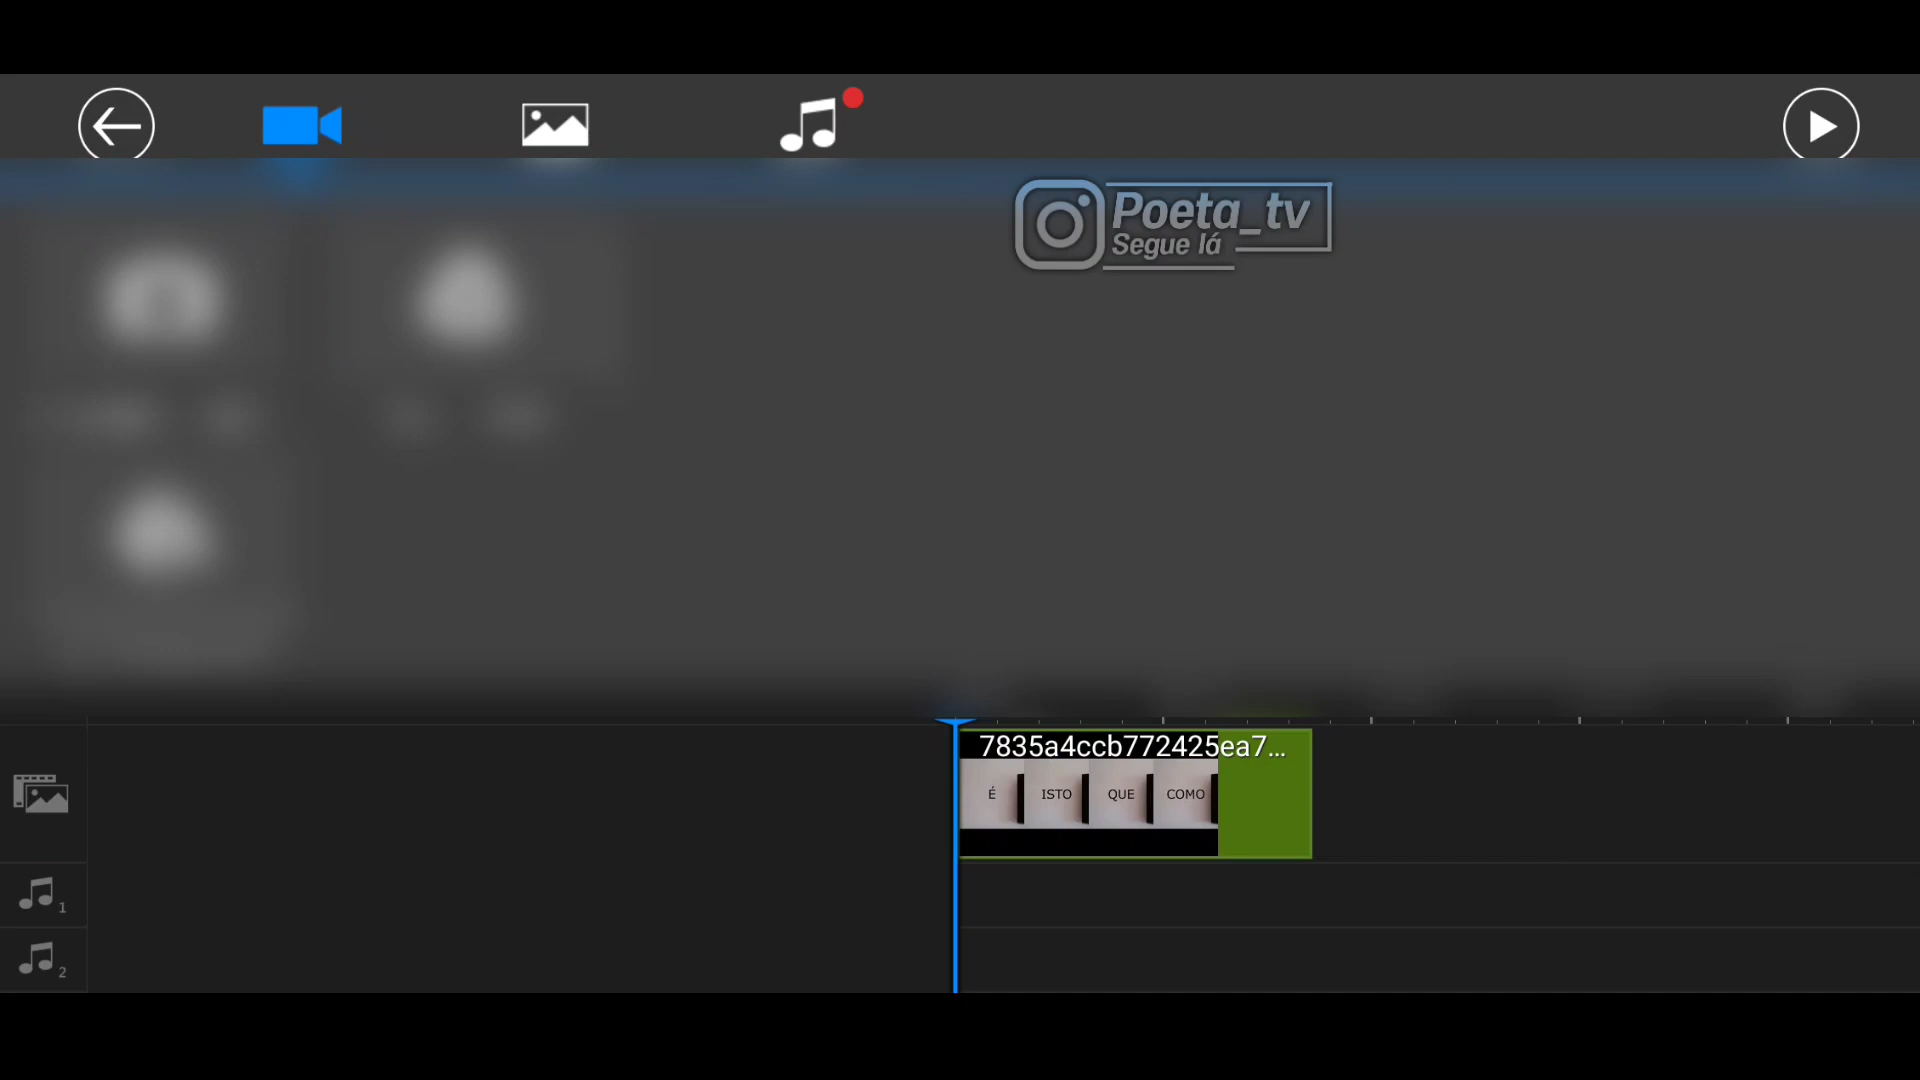 Poeta_tv
Segue lá
7835a4ccb772425ea7...
É ISTO QUE COMO
1
2